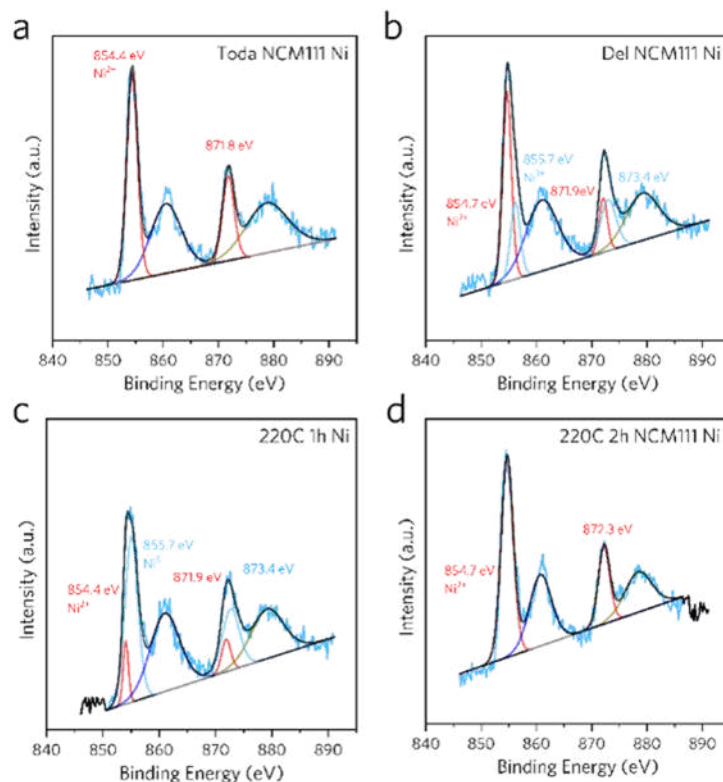 a
Toda NCM111 Ni
854.4 eV
Ni2+
871.8 eV
Intensity (a.u.)
840 850 860 870 880 890
Binding Energy (eV)
b
Del NCM111 Ni
855.7 eV
Ni3+
854.7 eV
Ni2+
871.9eV
873.4 eV
Intensity (a.u.)
840 850 860 870 880 890
Binding Energy (eV)
c
220C 1h Ni
855.7 eV
854.4 eV
Ni2+
871.9 eV
873.4 eV
Intensity (a.u.)
840 850 860 870 880 890
Binding Energy (eV)
d
220C 2h NCM111 Ni
854.7 eV
Ni2+
872.3 eV
Intensity (a.u.)
840 850 860 870 880 890
Binding Energy (eV)